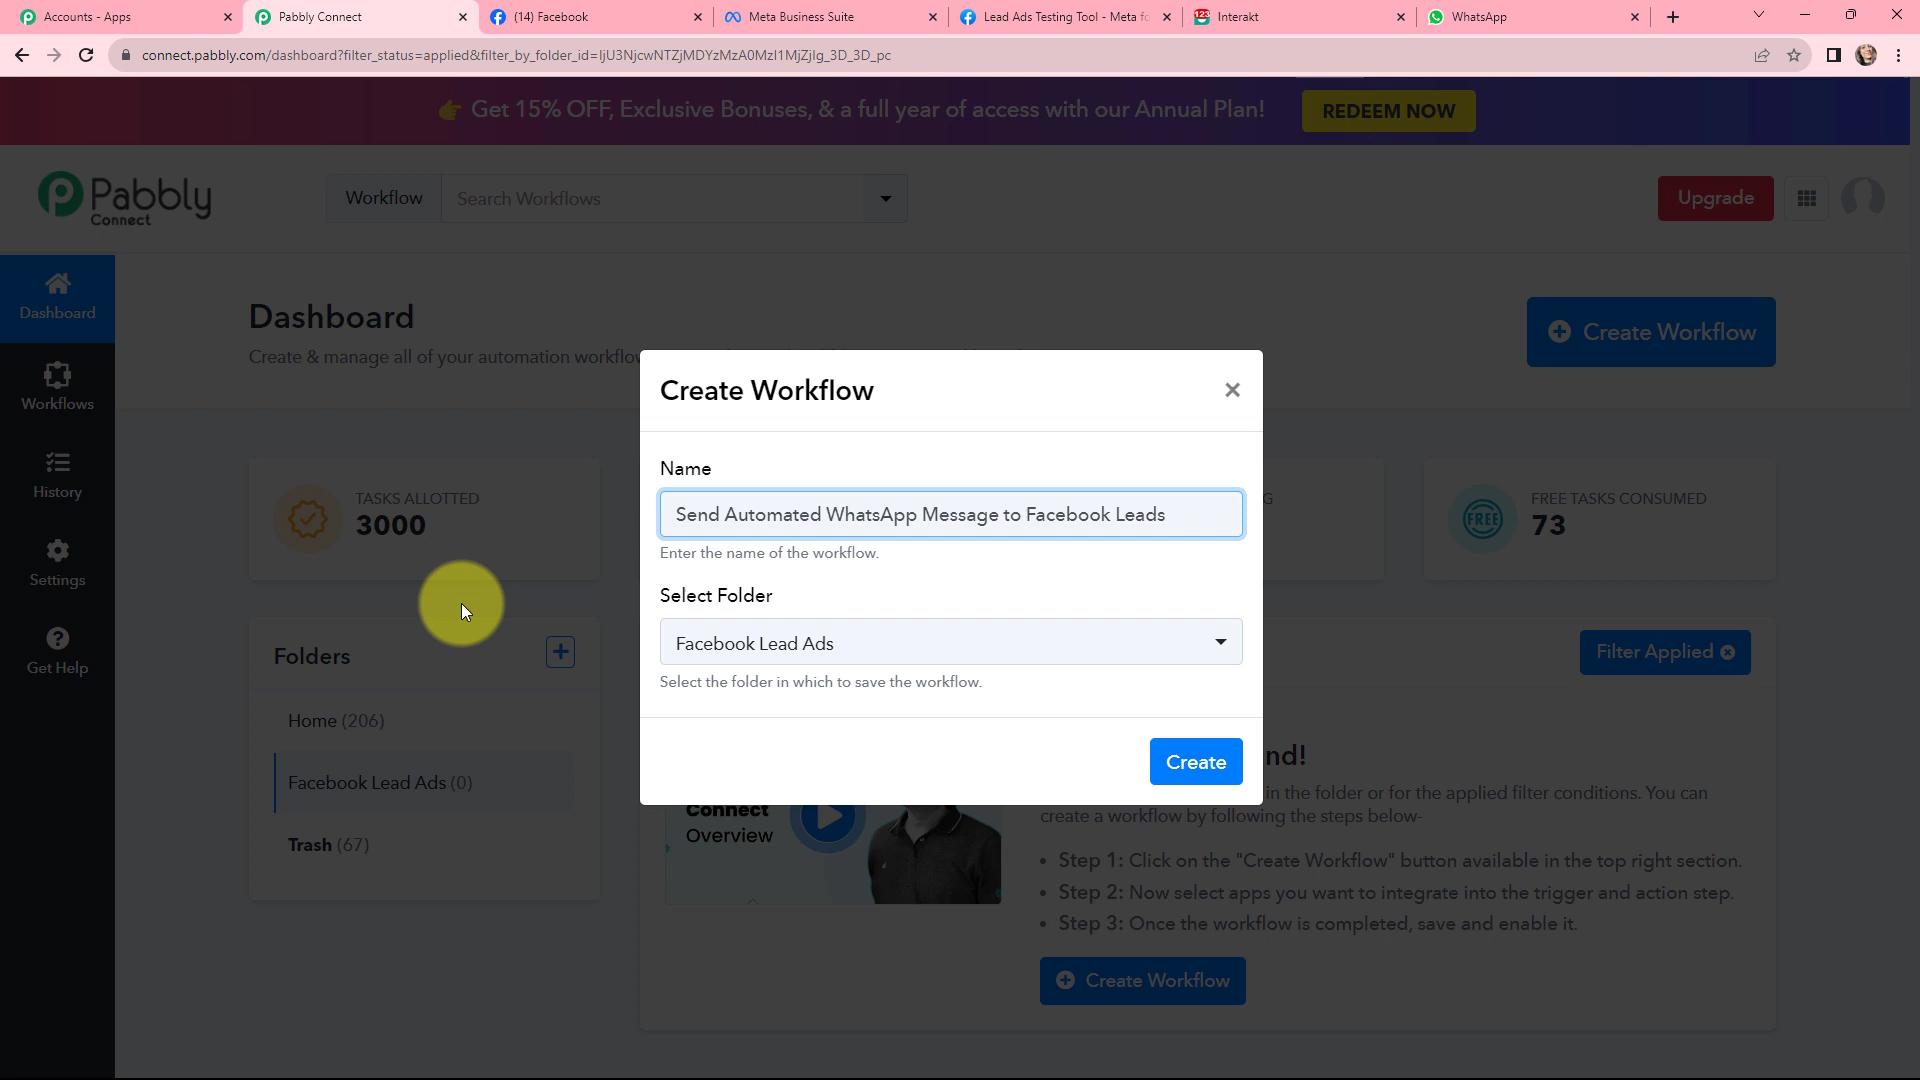 Accounts - Apps
Pabbly Connect
(14) Facebook
Meta Business Suite
Lead Ads Testing Tool - Meta fo
Interakt
WhatsApp
connect.pabbly.com/dashboard?filter_status=applied&filter_by_folder_id=IjU3NjcwNTZjMDYzMzA0MzI1MjZjIg_3D_3D_pc
👉 Get 15% OFF, Exclusive Bonuses, & a full year of access with our Annual Plan!
REDEEM NOW
Pabbly
Connect
Workflow
Search Workflows
Upgrade
Dashboard
Workflows
History
Settings
Get Help
Dashboard
Create & manage all of your automation workflo
Create Workflow
TASKS ALLOTTED
3000
G
FREE
FREE TASKS CONSUMED
73
Folders
Home (206)
Facebook Lead Ads (0)
Trash (67)
Filter Applied
Create Workflow
Name
Send Automated WhatsApp Message to Facebook Leads
Enter the name of the workflow.
Select Folder
Facebook Lead Ads
Select the folder in which to save the workflow.
Create
Connect
Overview
nd!
in the folder or for the applied filter conditions. You can
create a workflow by following the steps below-
Step 1: Click on the "Create Workflow" button available in the top right section.
Step 2: Now select apps you want to integrate into the trigger and action step.
Step 3: Once the workflow is completed, save and enable it.
Create Workflow